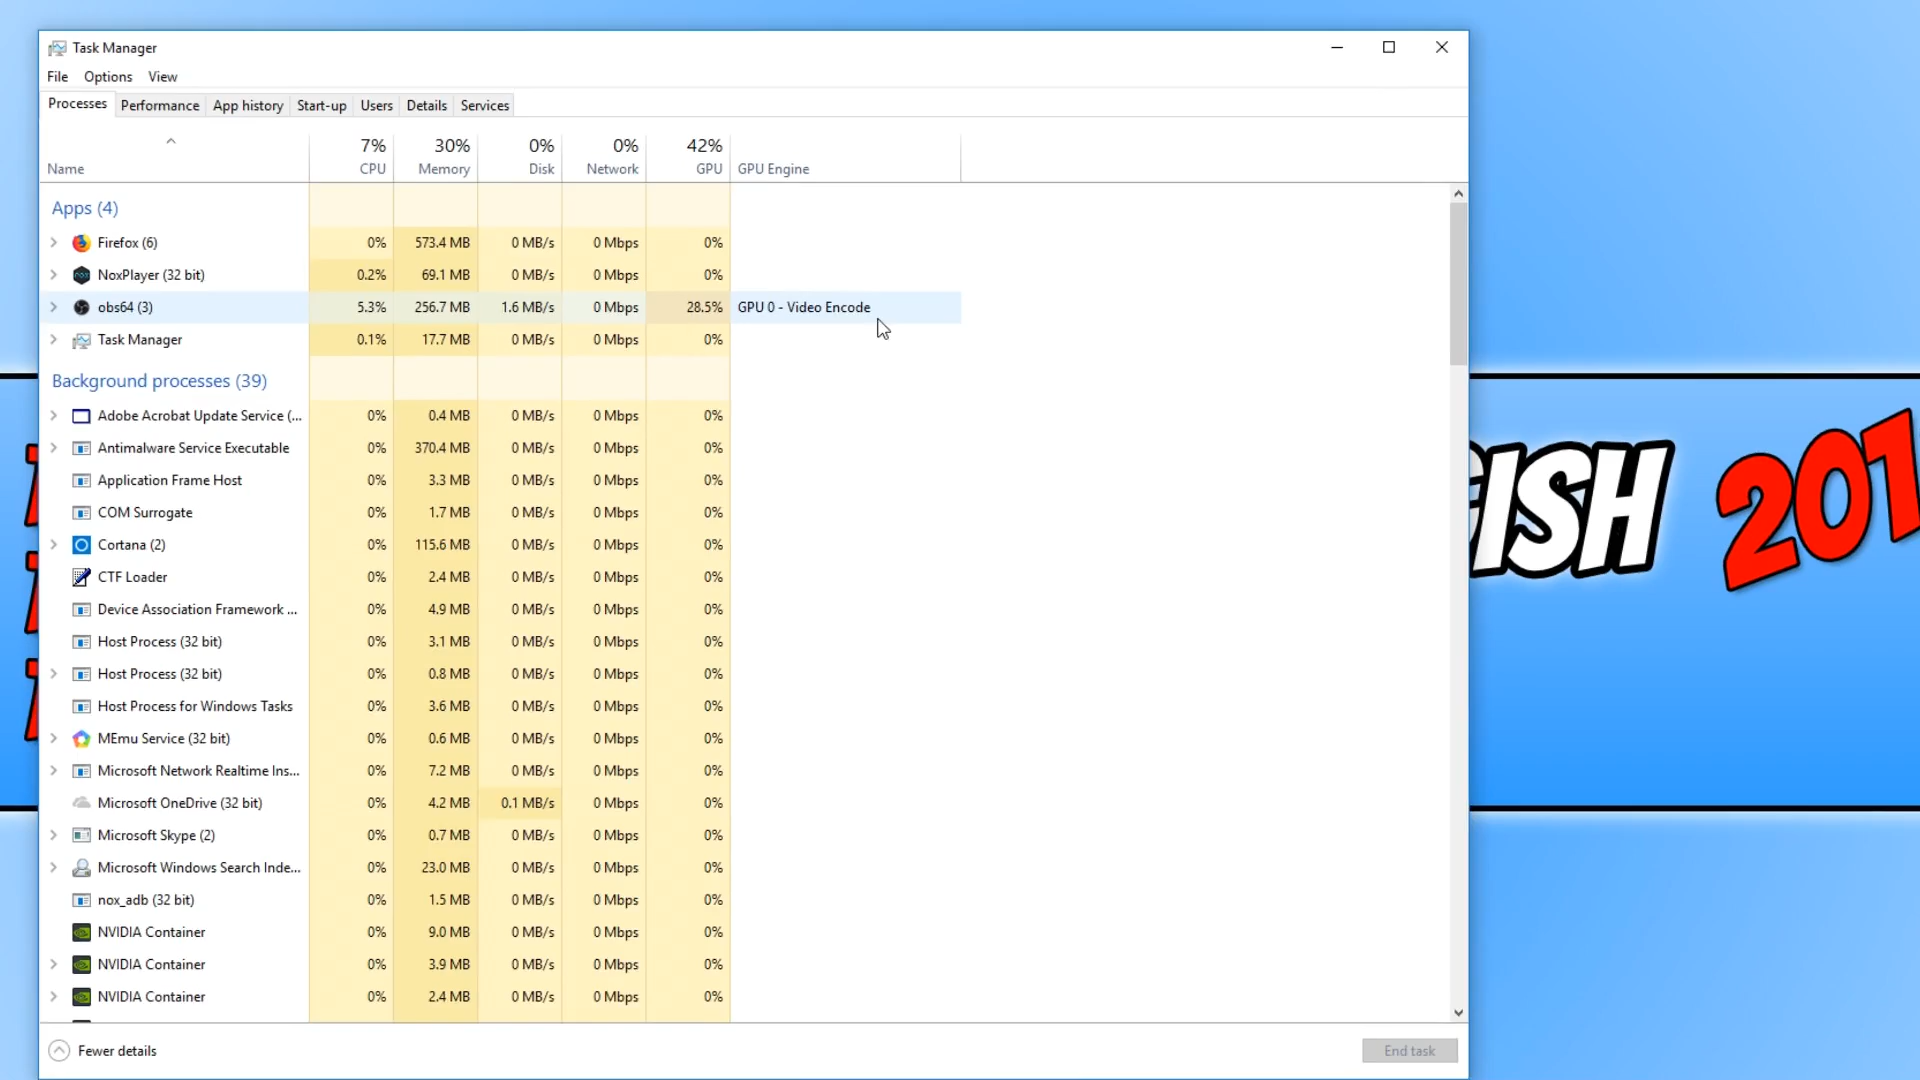 Task Manager
File Options View
Processes Performance App history Start-up Users Details Services
7% 30% 0% 0% 42%
Name CPU Memory Disk Network GPU GPU Engine
Apps (4)
Firefox (6) 0% 573.4 MB 0 MB/s 0 Mbps 0%
NoxPlayer (32 bit) 0.2% 69.1 MB 0 MB/s 0 Mbps 0%
obs64 (3) 5.3% 256.7 MB 1.6 MB/s 0 Mbps 28.5% GPU 0 - Video Encode
Task Manager 0.1% 17.7 MB 0 MB/s 0 Mbps 0%
Background processes (39)
Adobe Acrobat Update Service (... 0% 0.4 MB 0 MB/s 0 Mbps 0%
Antimalware Service Executable 0% 370.4 MB 0 MB/s 0 Mbps 0%
Application Frame Host 0% 3.3 MB 0 MB/s 0 Mbps 0%
COM Surrogate 0% 1.7 MB 0 MB/s 0 Mbps 0%
Cortana (2) 0% 115.6 MB 0 MB/s 0 Mbps 0%
CTF Loader 0% 2.4 MB 0 MB/s 0 Mbps 0%
Device Association Framework ... 0% 4.9 MB 0 MB/s 0 Mbps 0%
Host Process (32 bit) 0% 3.1 MB 0 MB/s 0 Mbps 0%
Host Process (32 bit) 0% 0.8 MB 0 MB/s 0 Mbps 0%
Host Process for Windows Tasks 0% 3.6 MB 0 MB/s 0 Mbps 0%
MEmu Service (32 bit) 0% 0.6 MB 0 MB/s 0 Mbps 0%
Microsoft Network Realtime Ins... 0% 7.2 MB 0 MB/s 0 Mbps 0%
Microsoft OneDrive (32 bit) 0% 4.2 MB 0.1 MB/s 0 Mbps 0%
Microsoft Skype (2) 0% 0.7 MB 0 MB/s 0 Mbps 0%
Microsoft Windows Search Inde... 0% 23.0 MB 0 MB/s 0 Mbps 0%
nox_adb (32 bit) 0% 1.5 MB 0 MB/s 0 Mbps 0%
NVIDIA Container 0% 9.0 MB 0 MB/s 0 Mbps 0%
NVIDIA Container 0% 3.9 MB 0 MB/s 0 Mbps 0%
NVIDIA Container 0% 2.4 MB 0 MB/s 0 Mbps 0%
Fewer details End task
ISH 201